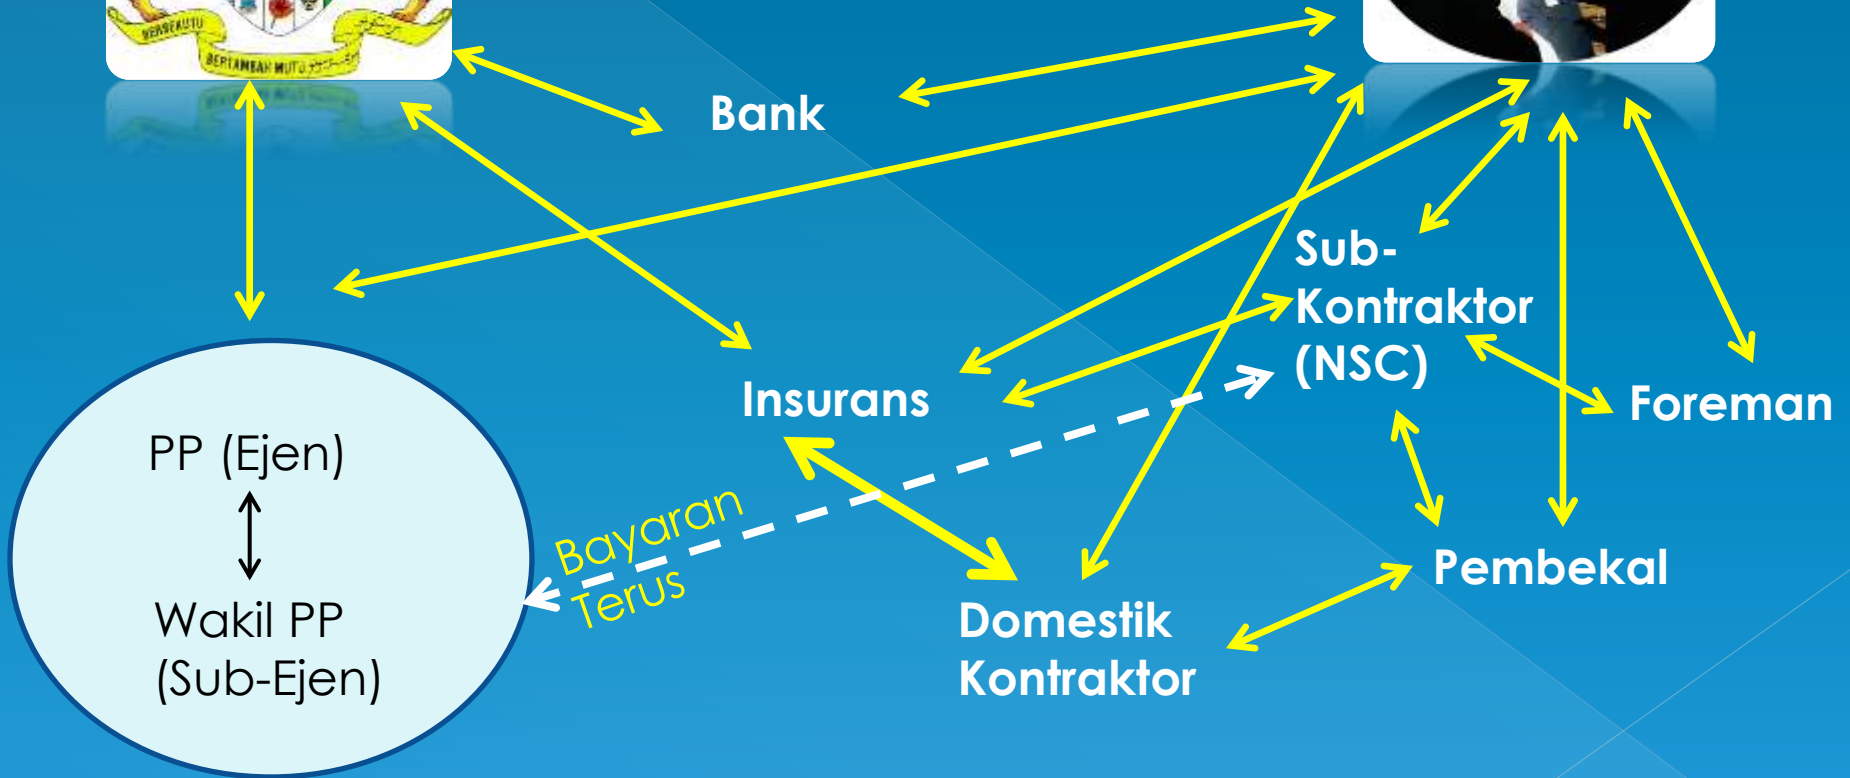 BERSEKUTU
BERTAMBAH MUTU
Bank
Sub-
Kontraktor
(NSC)
Insurans
Foreman
PP (Ejen)
Bayaran
Terus
Pembekal
Wakil PP
(Sub-Ejen)
Domestik
Kontraktor